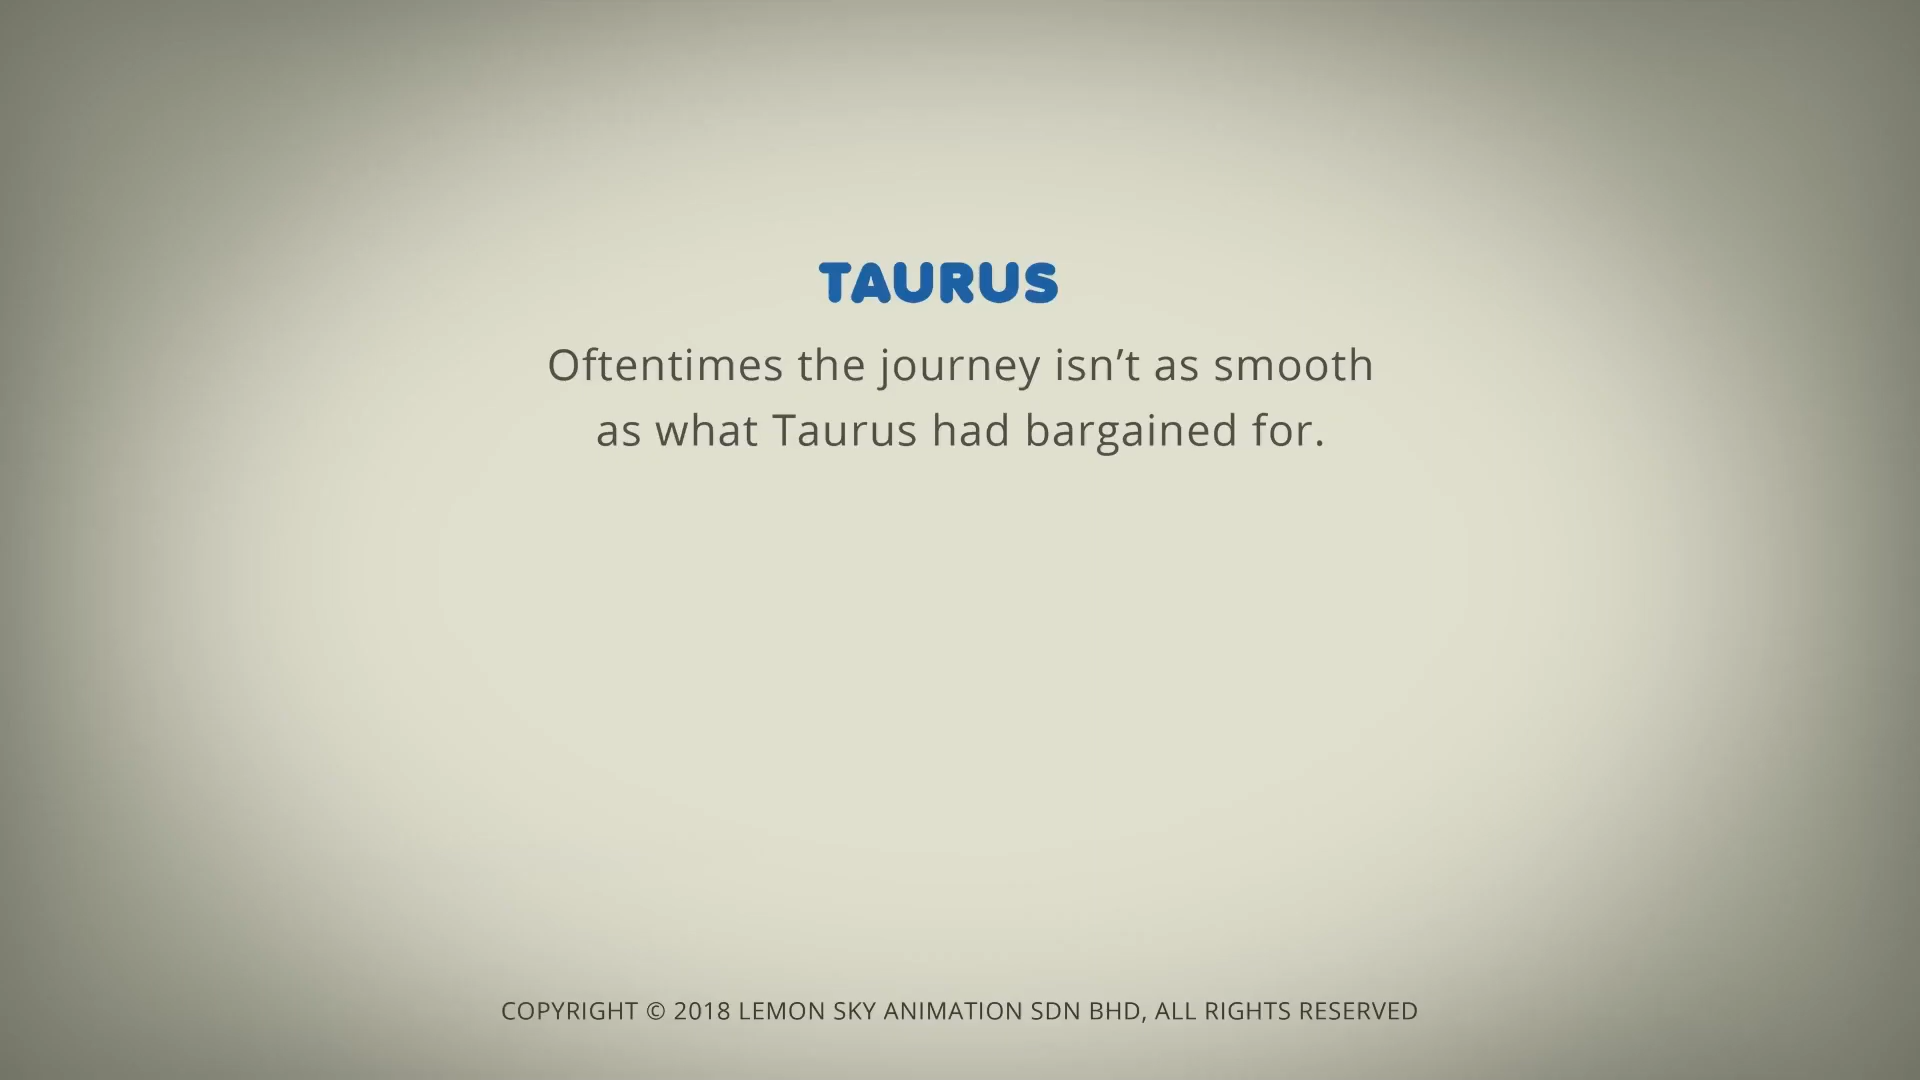 TAURUS
Oftentimes the journey isn’t as smooth
as what Taurus had bargained for.
COPYRIGHT © 2018 LEMON SKY ANIMATION SDN BHD, ALL RIGHTS RESERVED